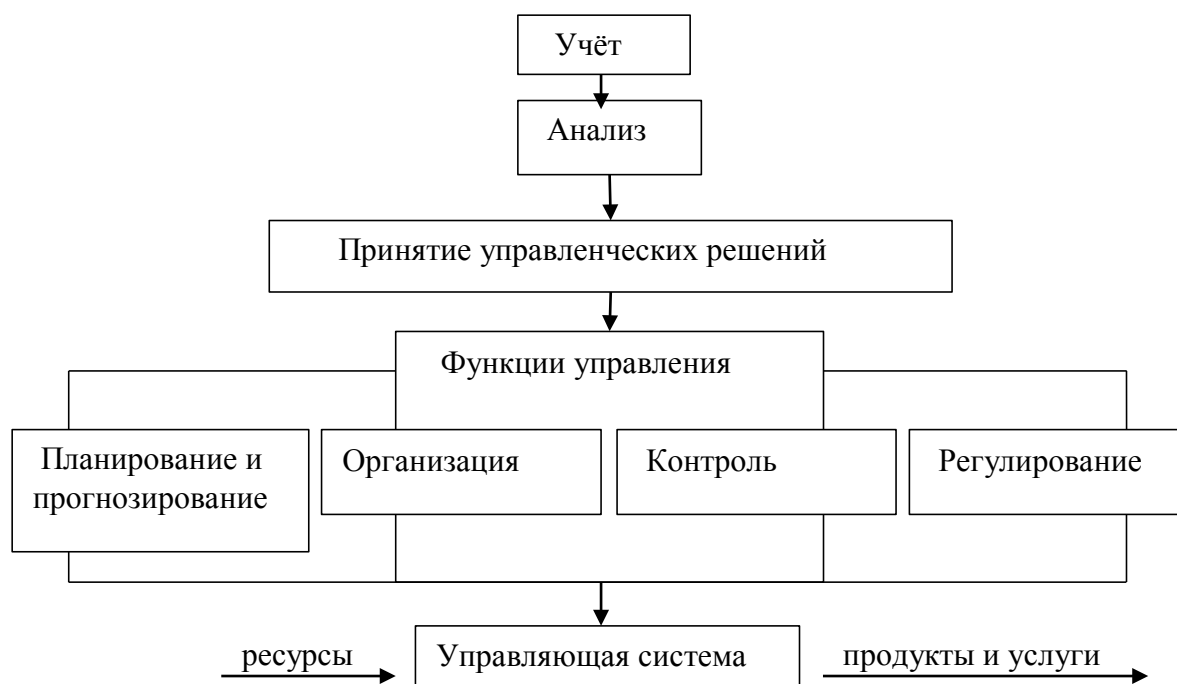 Учёт
Анализ
Принятие управленческих решений
Функции управления
Планирование и
прогнозирование
Организация
Контроль
Регулирование
ресурсы
Управляющая система
продукты и услуги